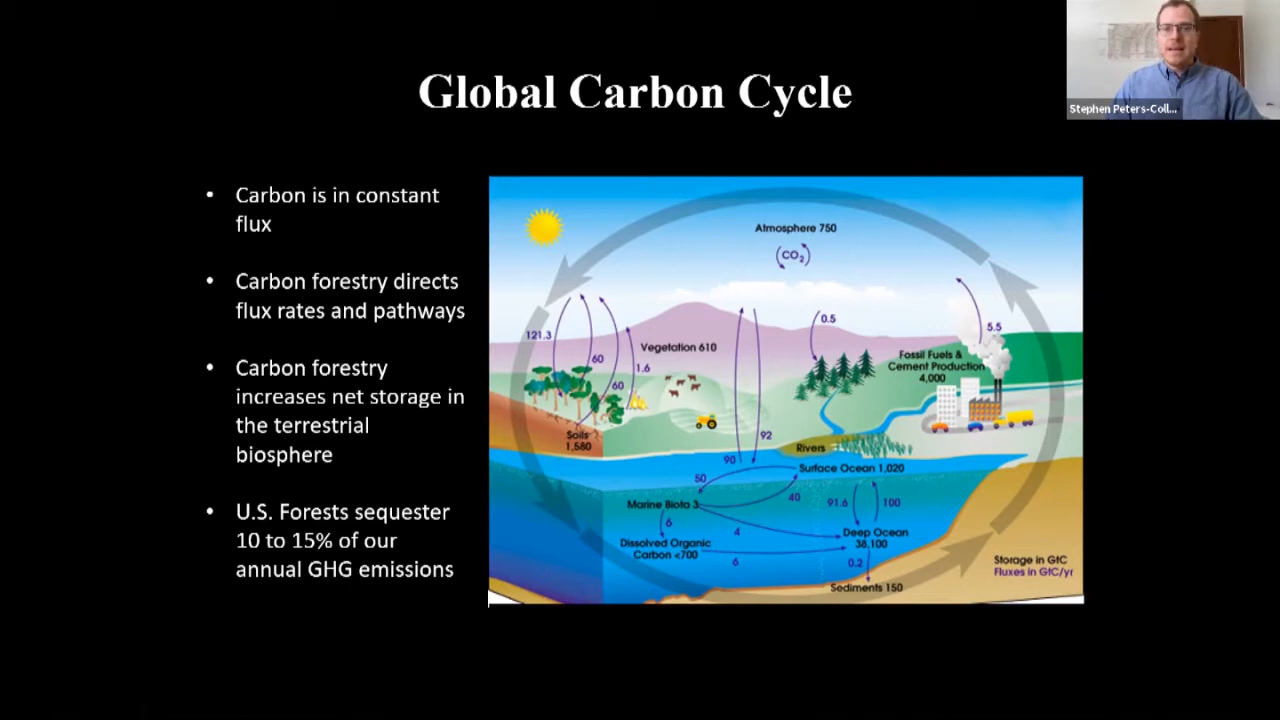 Stephen Peters-Coll...
Global Carbon Cycle
• Carbon is in constant
flux
• Carbon forestry directs
flux rates and pathways
• Carbon forestry
increases net storage in
the terrestrial
biosphere
• U.S. Forests sequester
10 to 15% of our
annual GHG emissions
Atmosphere 750
CO2
121.3
60
60
1.6
Vegetation 610
0.5
5.5
Fossil Fuels &
Cement Production
4,000
Soils
1,580
90
92
Rivers
Surface Ocean 1,020
50
40
91.6
100
Marine Biota 3
6
4
Deep Ocean
38,100
Dissolved Organic
Carbon <700
6
0.2
Sediments 150
Storage in GtC
Fluxes in GtC/yr